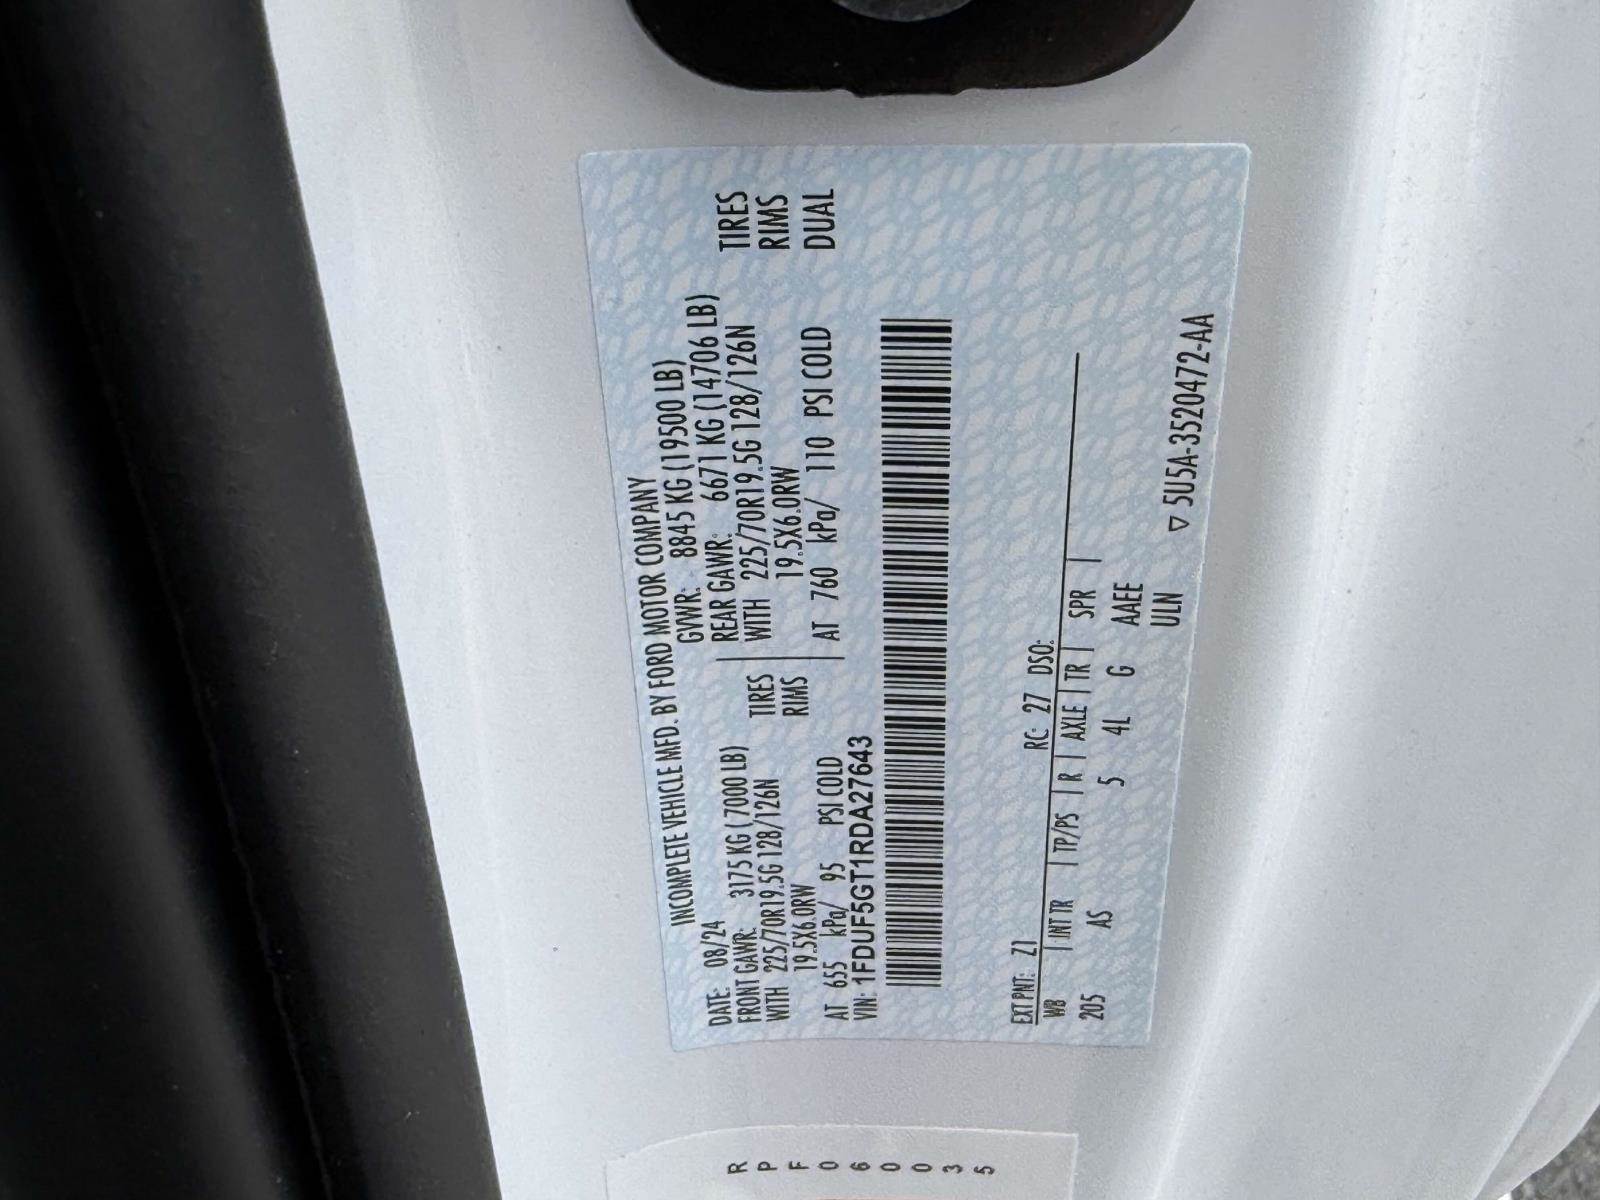 INCOMPLETE VEHICLE MFD. BY FORD MOTOR COMPANY
DATE: 08/24 GVWR: 8845 KG (19500 LB)
FRONT GAWR: 3175 KG (7000 LB) REAR GAWR: 6671 KG (14706 LB)
WITH 225/70R19.5G 128/126N TIRES WITH 225/70R19.5G 128/126N TIRES
19.5X6.0RW RIMS 19.5X6.0RW RIMS
AT 655 kPa/ 95 PSI COLD AT 760 kPa/ 110 PSI COLD DUAL
VIN: 1FDUF5GT1RDA27643
EXT PNT: Z1 RC: 27 DSO:
WB | INT TR | TP/PS | R | AXLE | TR | SPR |
205 AS 5 4L G AAEE
ULN
▽ 5U5A-3520472-AA
RPF060035